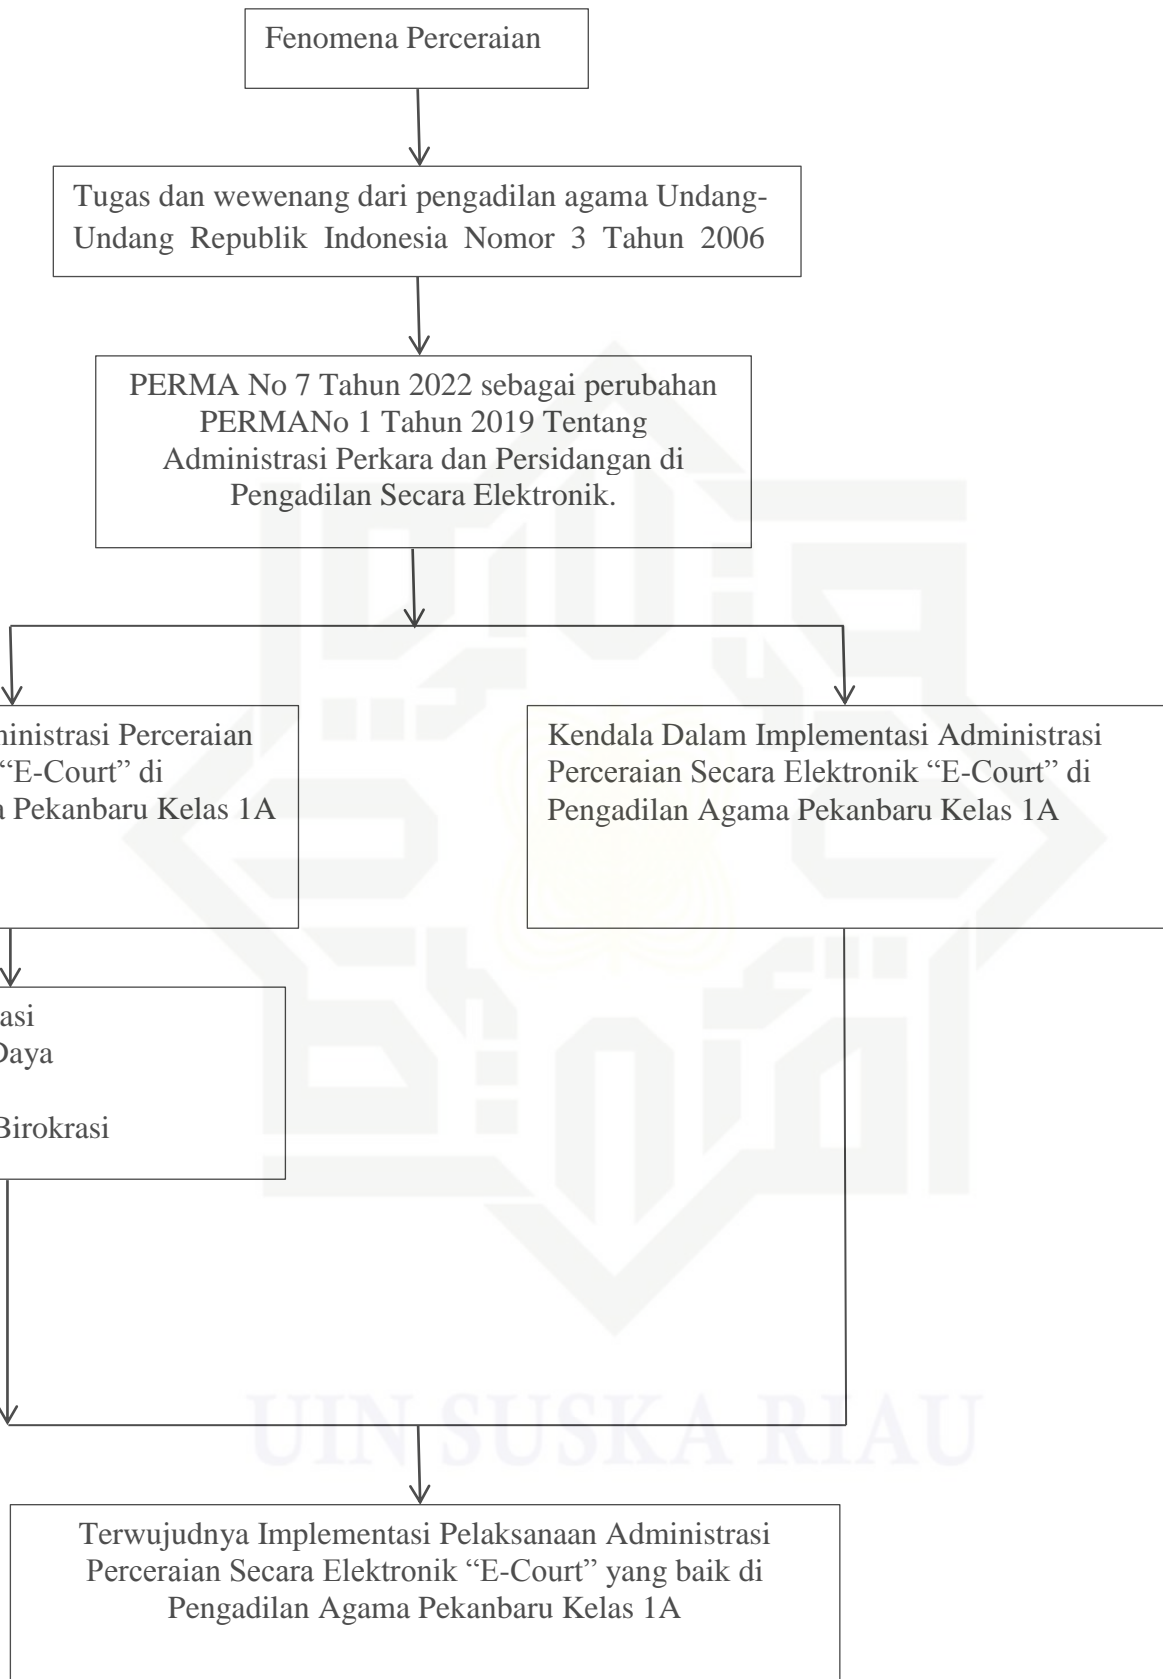 Fenomena Perceraian
Tugas dan wewenang dari pengadilan agama Undang-
Undang Republik Indonesia Nomor 3 Tahun 2006
PERMA No 7 Tahun 2022 sebagai perubahan
PERMANo 1 Tahun 2019 Tentang
Administrasi Perkara dan Persidangan di
Pengadilan Secara Elektronik.
Perceraian
“E-Court” di
Pekanbaru Kelas 1A
Kendala Dalam Implementasi Administrasi
Perceraian Secara Elektronik “E-Court” di
Pengadilan Agama Pekanbaru Kelas 1A
Daya
Birokrasi
UIN SUSKA RIAU
Terwujudnya Implementasi Pelaksanaan Administrasi
Perceraian Secara Elektronik “E-Court” yang baik di
Pengadilan Agama Pekanbaru Kelas 1A